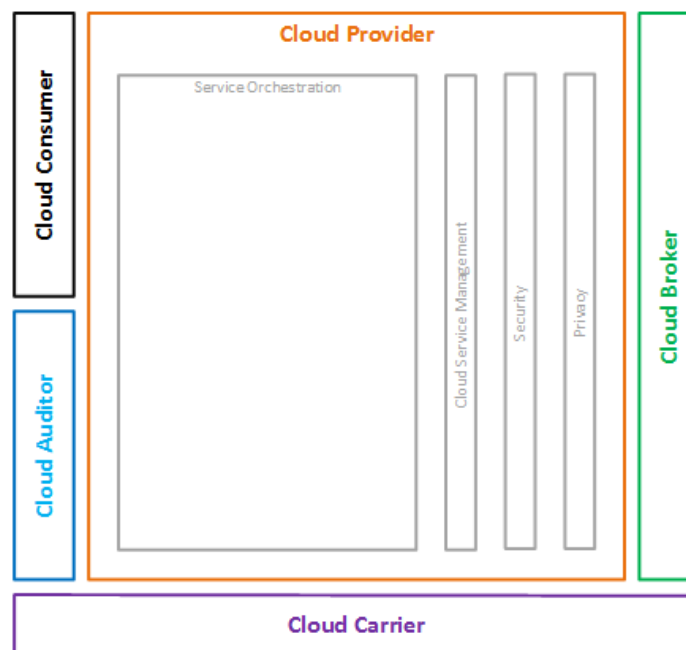 Cloud Provider
Cloud Consumer
Service Orchestration
Cloud Service Management
Security
Privacy
Cloud Broker
Cloud Auditor
Cloud Carrier